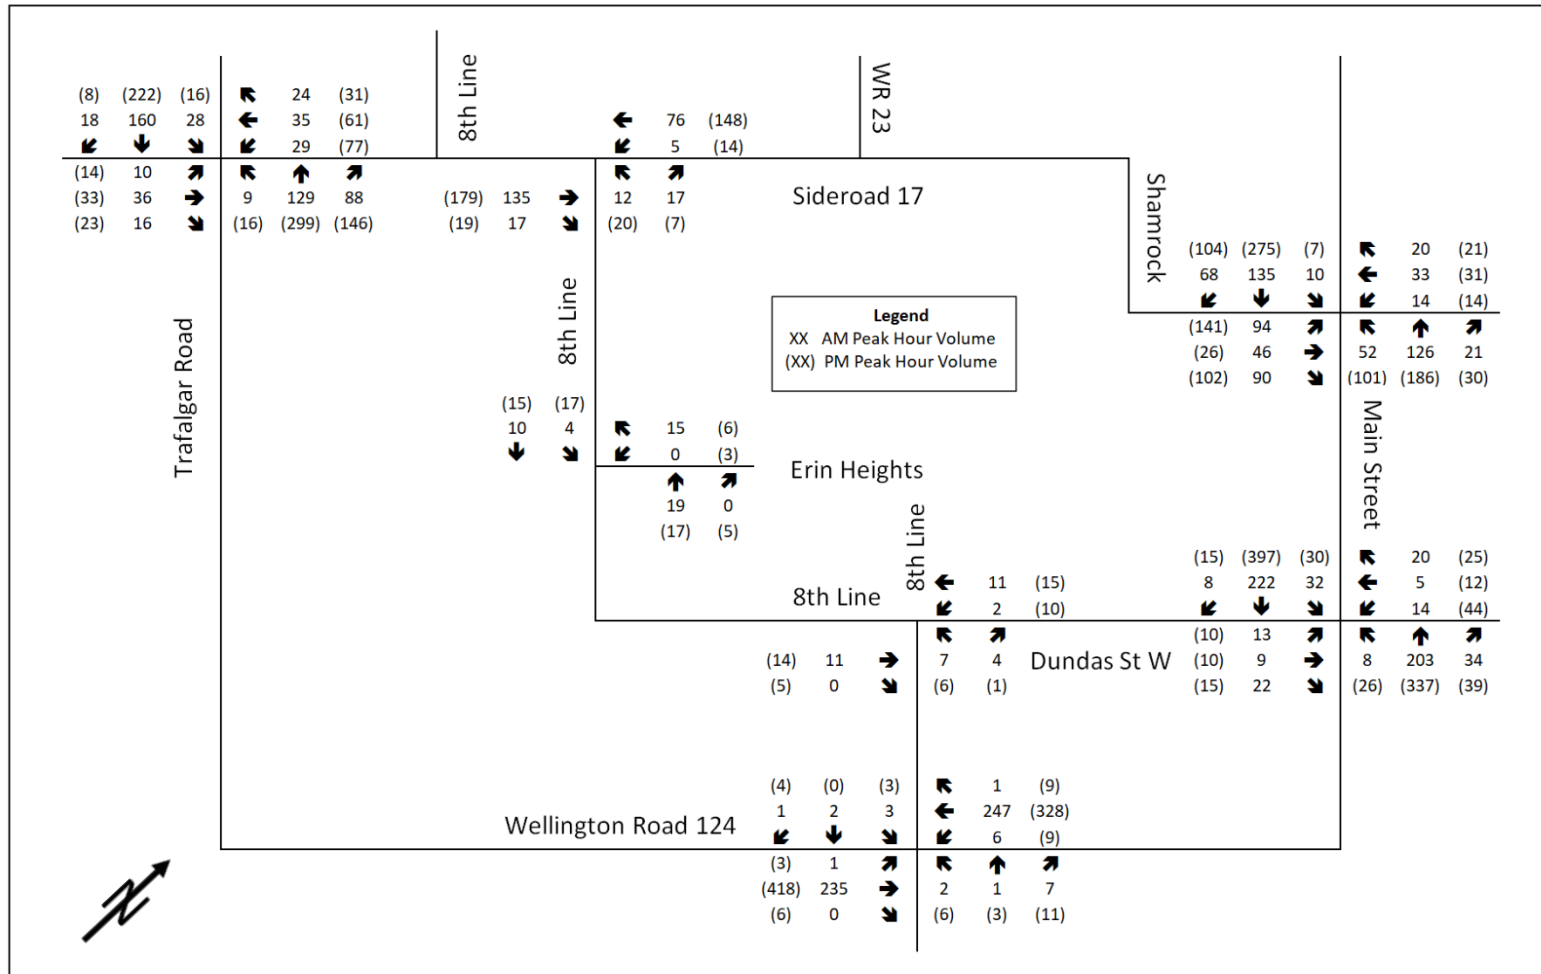 8th Line
WR 23
(8) (222) (16) 24 (31)
18 160 28 35 (61)
29 (77)
76 (148)
5 (14)
(14) 10
(33) 36 9 129 88
(23) 16 (16) (299) (146)
(179) 135 12 17
(19) 17 (20) (7)
Sideroad 17
Shamrock
(104) (275) (7) 20 (21)
68 135 10 33 (31)
14 (14)
(141) 94
(26) 46 52 126 21
(102) 90 (101) (186) (30)
8th Line
Legend
XX AM Peak Hour Volume
(XX) PM Peak Hour Volume
Trafalgar Road
Main Street
(15) (17)
10 4 15 (6)
0 (3)
Erin Heights
19 0
(17) (5)
8th Line
8th Line
11 (15)
2 (10)
(15) (397) (30) 20 (25)
8 222 32 5 (12)
14 (44)
(14) 11 7 4
(5) 0 (6) (1)
Dundas St W
(10) 13
(10) 9 8 203 34
(15) 22 (26) (337) (39)
Wellington Road 124
(4) (0) (3) 1 (9)
1 2 3 247 (328)
6 (9)
(3) 1
(418) 235 2 1 7
(6) 0 (6) (3) (11)